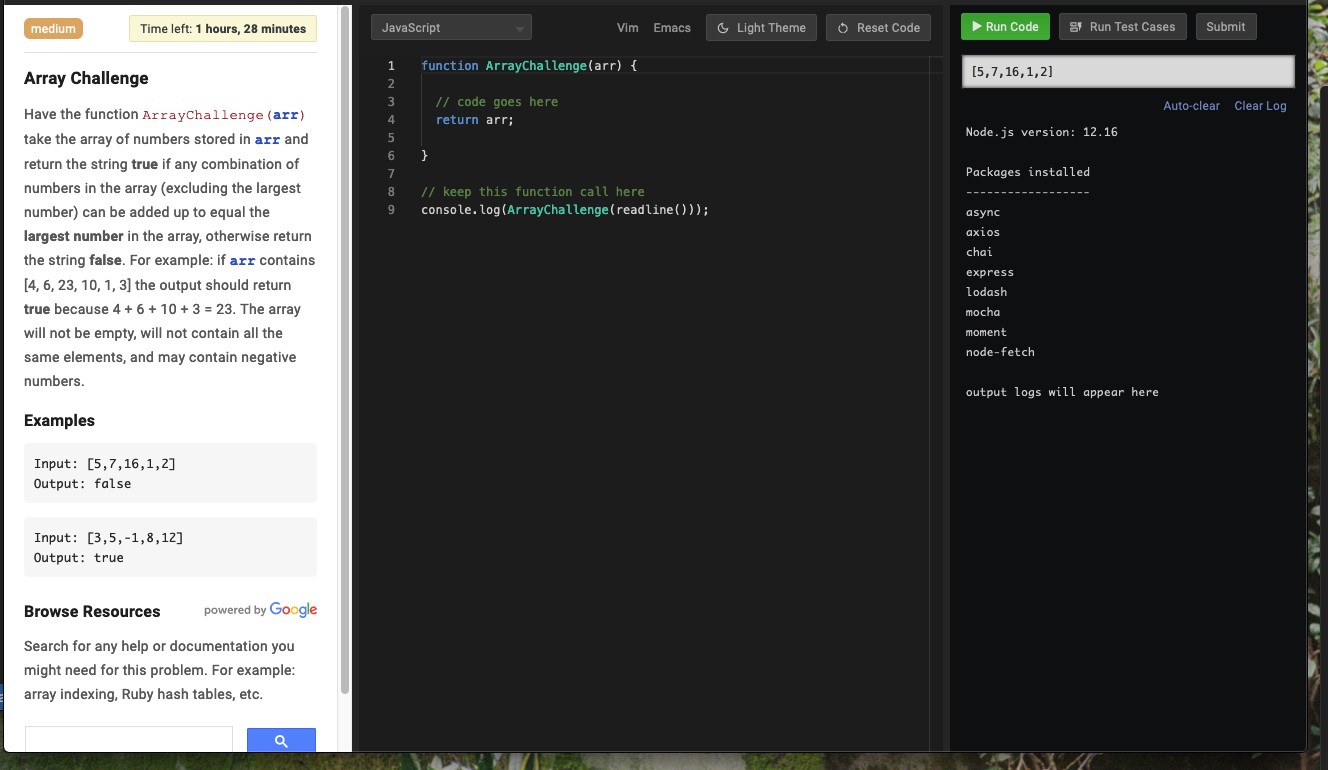 medium
Time left: 1 hours, 28 minutes
Array Challenge
Have the function ArrayChallenge(arr)
take the array of numbers stored in arr and
return the string true if any combination of
numbers in the array (excluding the largest
number) can be added up to equal the
largest number in the array, otherwise return
the string false. For example: if arr contains
[4, 6, 23, 10, 1, 3] the output should return
true because 4 + 6 + 10 + 3 = 23. The array
will not be empty, will not contain all the
same elements, and may contain negative
numbers.
Examples
Input: [5,7,16,1,2]
Output: false
Input: [3,5,-1,8,12]
Output: true
Browse Resources
powered by Google
Search for any help or documentation you
might need for this problem. For example:
array indexing, Ruby hash tables, etc.
JavaScript
Vim
Emacs
Light Theme
Reset Code
1 function ArrayChallenge(arr) {
2
3 // code goes here
4 return arr;
5
6 }
7
8 // keep this function call here
9 console.log(ArrayChallenge(readline()));
Run Code
Run Test Cases
Submit
[5,7,16,1,2]
Auto-clear
Clear Log
Node.js version: 12.16
Packages installed
------------------
async
axios
chai
express
lodash
mocha
moment
node-fetch
output logs will appear here